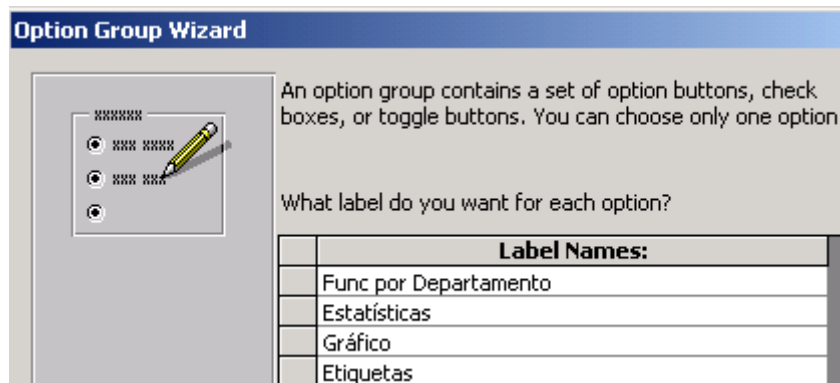 Option Group Wizard
An option group contains a set of option buttons, check
boxes, or toggle buttons. You can choose only one option
What label do you want for each option?
Label Names:
Func por Departamento
Estatísticas
Gráfico
Etiquetas